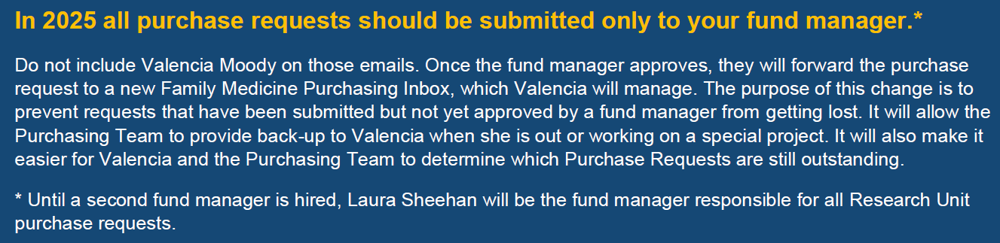 In 2025 all purchase requests should be submitted only to your fund manager.*
Do not include Valencia Moody on those emails. Once the fund manager approves, they will forward the purchase
request to a new Family Medicine Purchasing Inbox, which Valencia will manage. The purpose of this change is to
prevent requests that have been submitted but not yet approved by a fund manager from getting lost. It will allow the
Purchasing Team to provide back-up to Valencia when she is out or working on a special project. It will also make it
easier for Valencia and the Purchasing Team to determine which Purchase Requests are still outstanding.
* Until a second fund manager is hired, Laura Sheehan will be the fund manager responsible for all Research Unit
purchase requests.